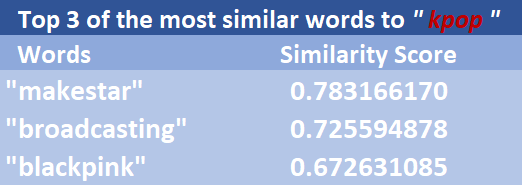 Top 3 of the most similar words to " kpop "
Words Similarity Score
"makestar" 0.783166170
"broadcasting" 0.725594878
"blackpink" 0.672631085